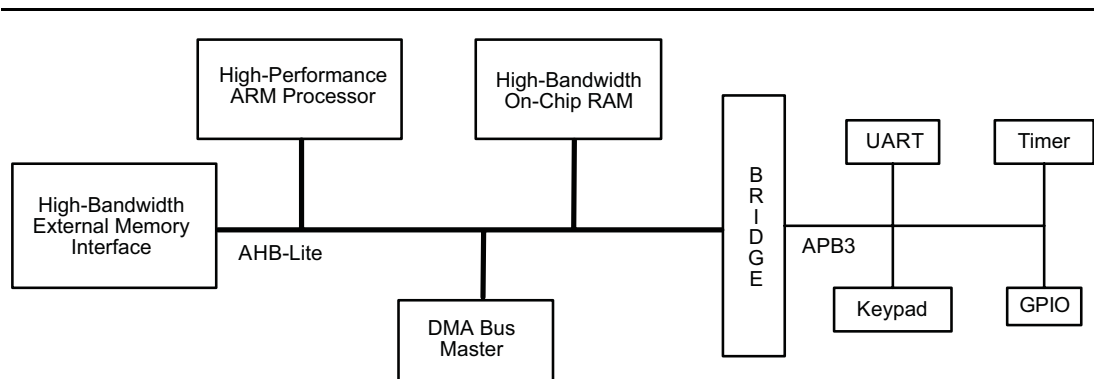 High-Performance
ARM Processor
High-Bandwidth
On-Chip RAM
High-Bandwidth
External Memory
Interface
AHB-Lite
DMA Bus
Master
B
R
I
D
G
E
APB3
UART
Timer
Keypad
GPIO